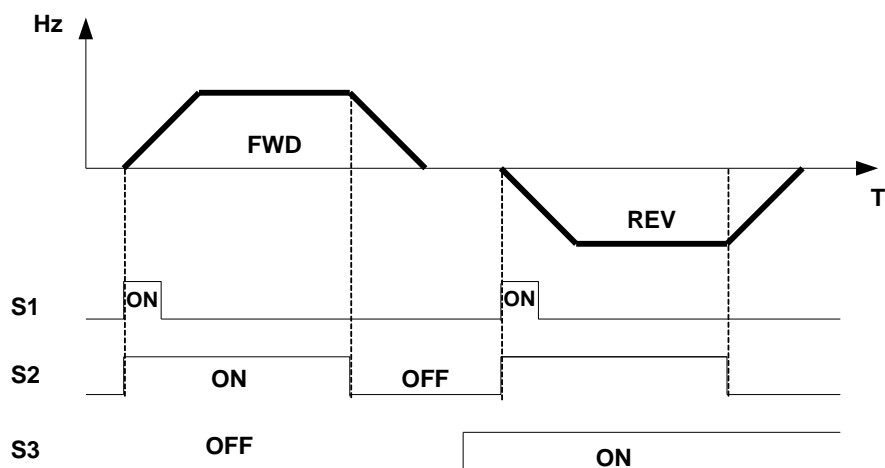 Hz
FWD
T
REV
S1 ON ON
S2 ON OFF
S3 OFF ON